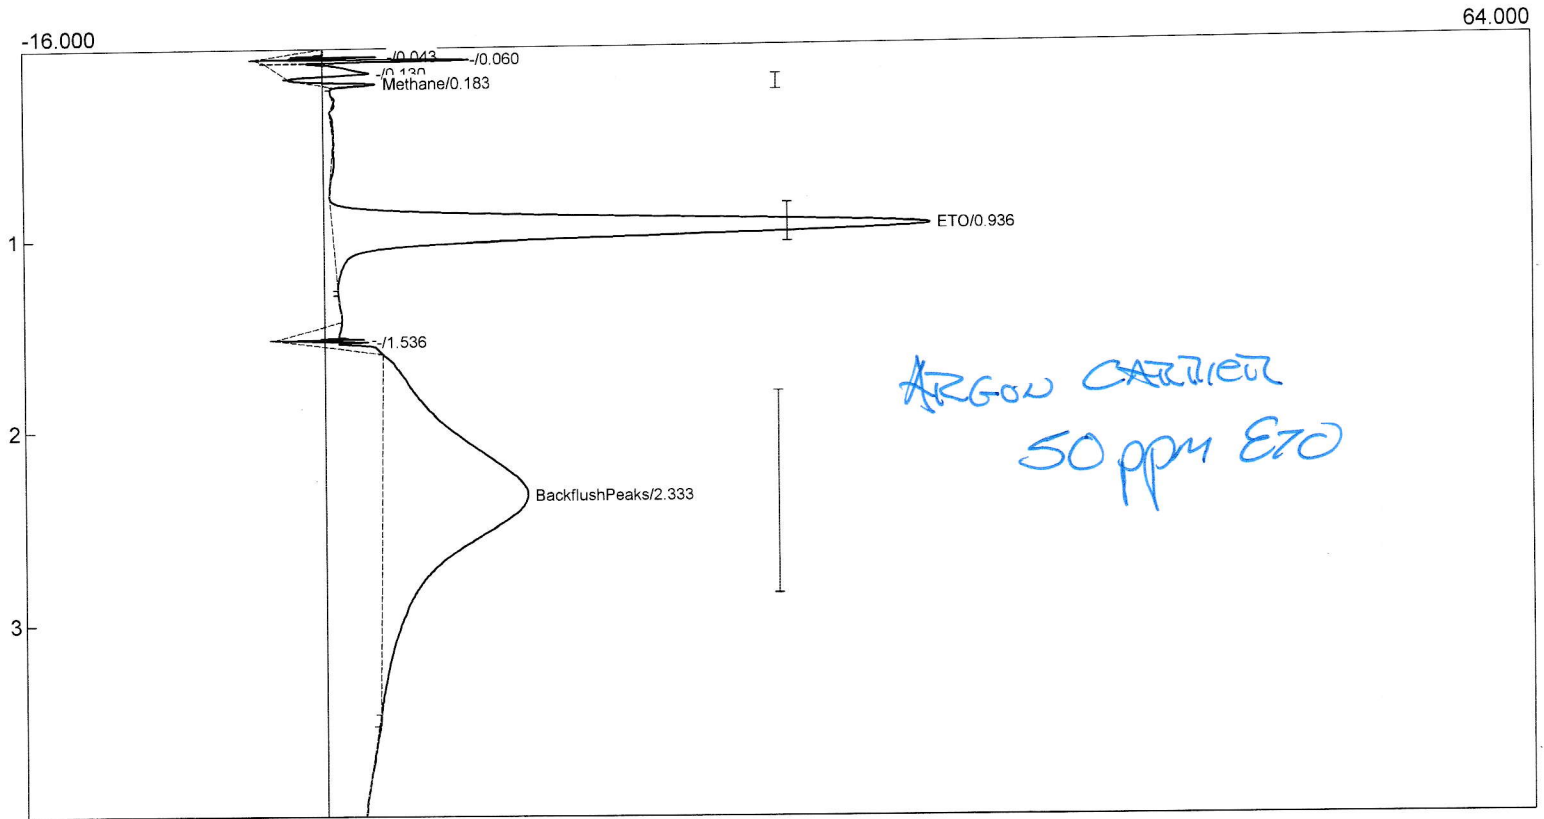 -16.000
64.000
-/0.043
-/0.060
-/0.130
Methane/0.183
ETO/0.936
1
-/1.536
ARGON CARRIER
2
50 ppm ETO
BackflushPeaks/2.333
3